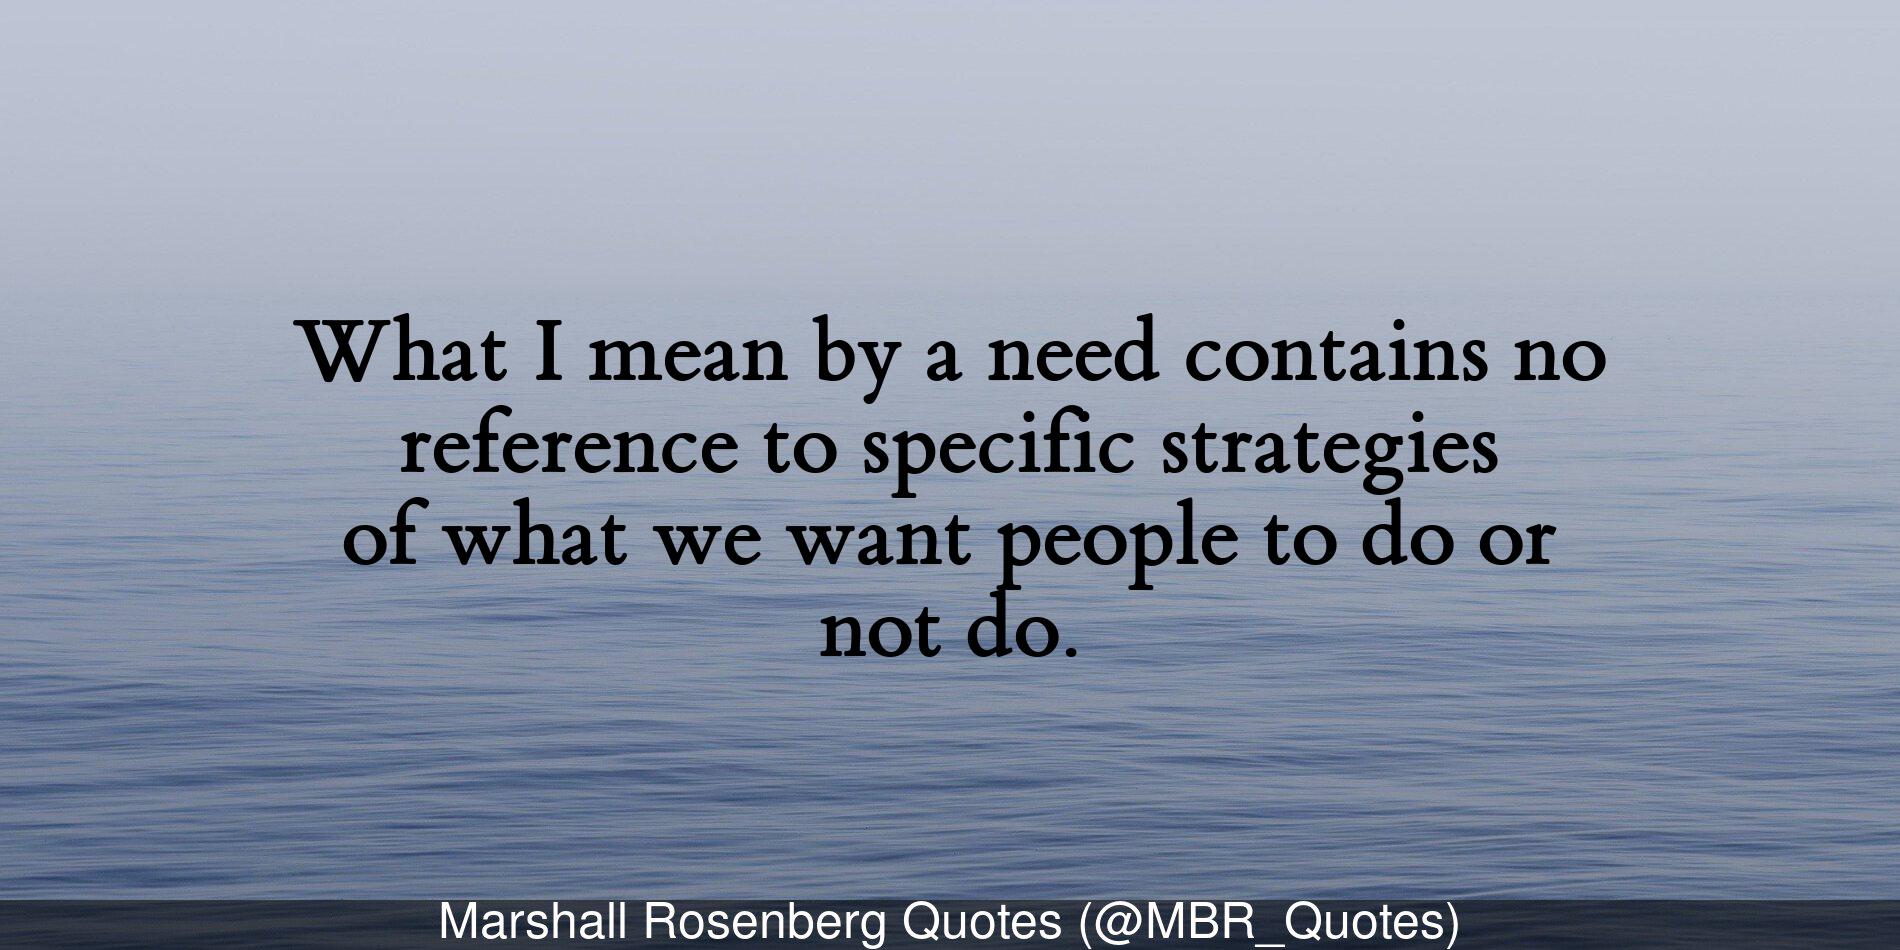 What I mean by a need contains no
reference to specific strategies
of what we want people to do or
not do.
Marshall Rosenberg Quotes (@MBR_Quotes)